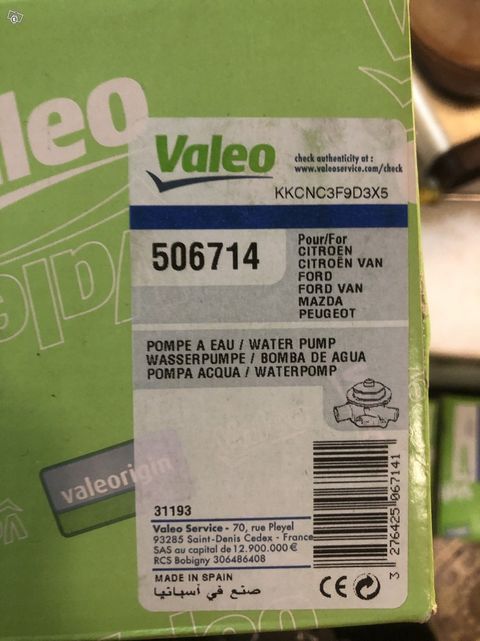 leo
Valeo
check authenticity at :
www.valeoservice.com/check
KKCNC3F9D3X5
506714
Pour/For
CITROËN
CITROËN VAN
FORD
FORD VAN
MAZDA
PEUGEOT
POMPE A EAU / WATER PUMP
WASSERPUMPE / BOMBA DE AGUA
POMPA ACQUA / WATERPOMP
valeorigin
31193
Valeo Service - 70, rue Pleyel
93285 Saint-Denis Cedex - France
SAS au capital de 12.900.000 €
RCS Bobigny 306486408
MADE IN SPAIN
صنع في أسبانيا
CE
3 276425 067141